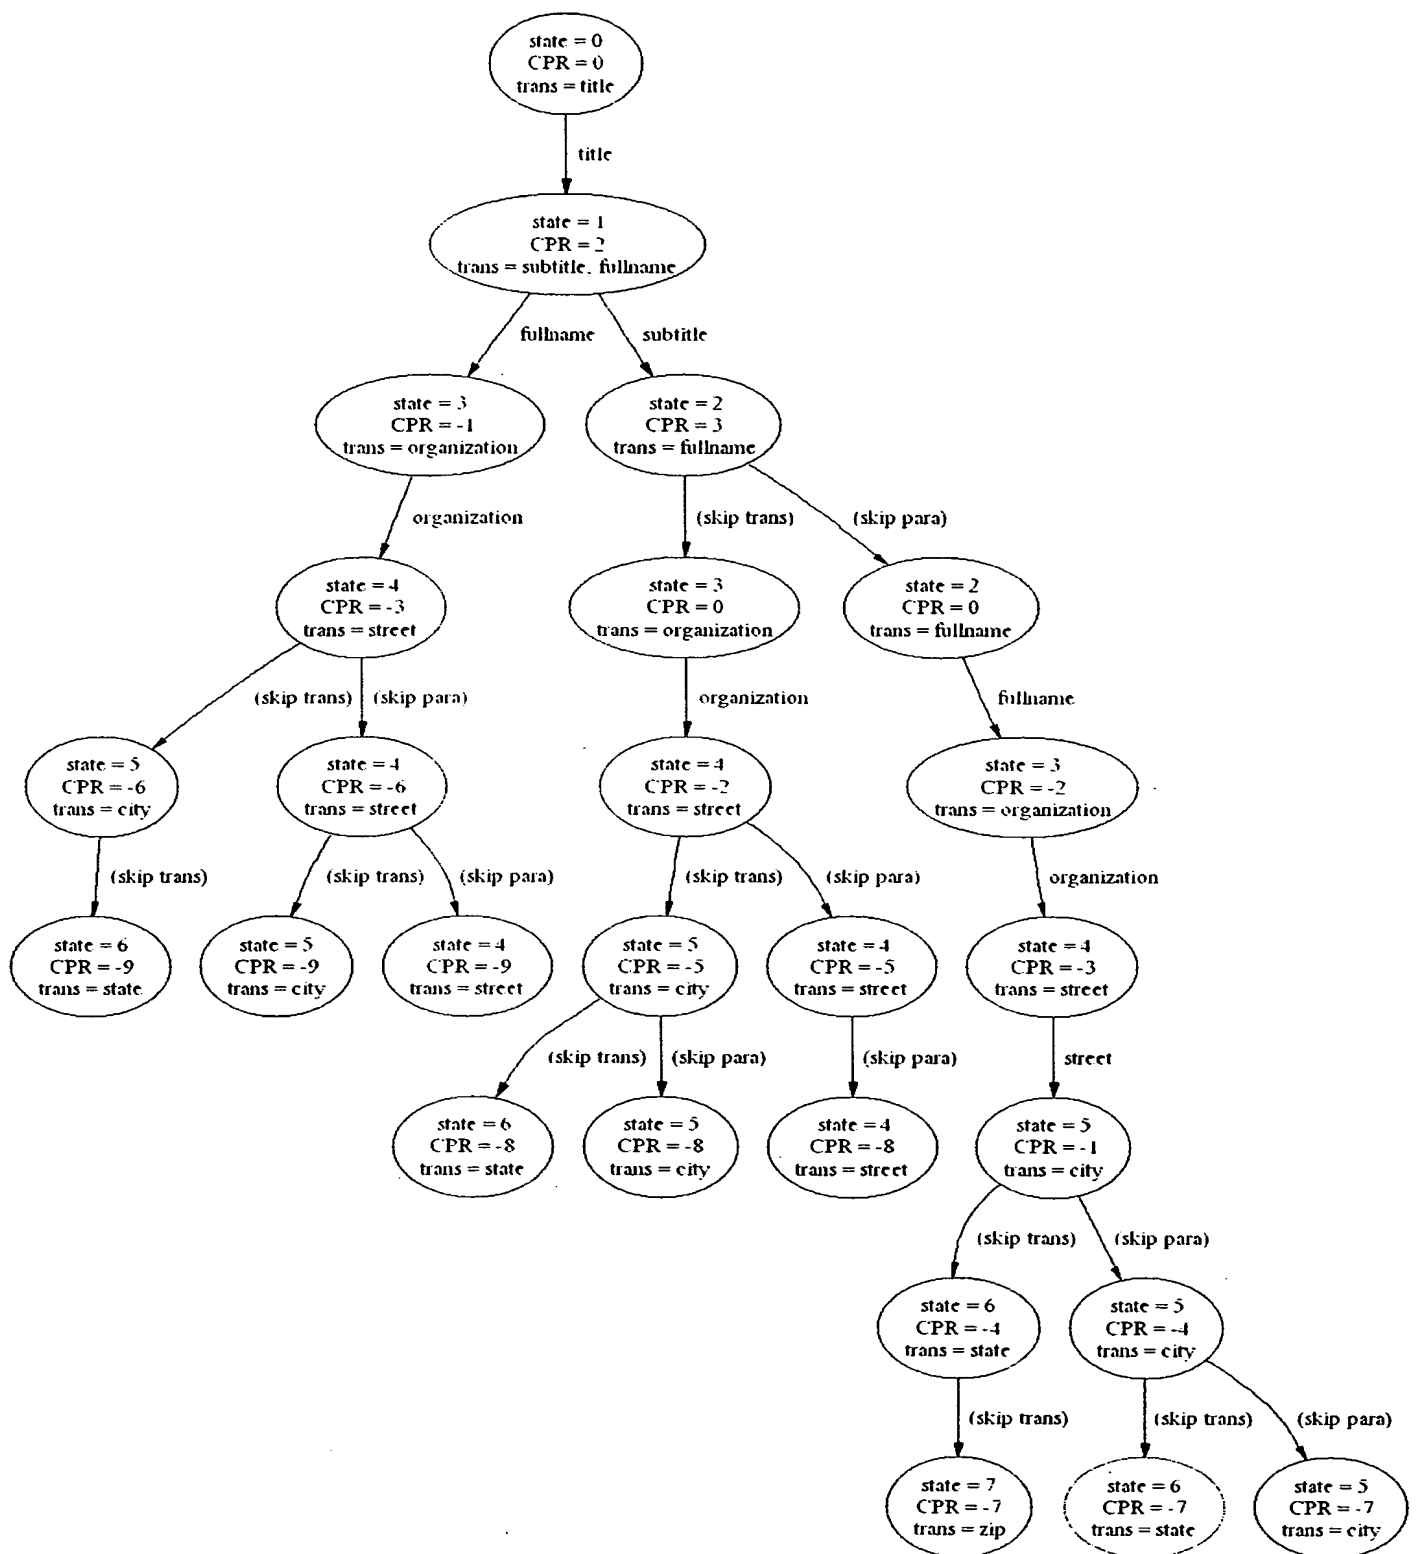 state = 0
CPR = 0
trans = title
title
state = 1
CPR = 2
trans = subtitle, fullname
fullname
subtitle
state = 3
CPR = -1
trans = organization
state = 2
CPR = 3
trans = fullname
organization
(skip trans)
(skip para)
state = 4
CPR = -3
trans = street
state = 3
CPR = 0
trans = organization
state = 2
CPR = 0
trans = fullname
(skip trans)
(skip para)
organization
fullname
state = 5
CPR = -6
trans = city
state = 4
CPR = -6
trans = street
state = 4
CPR = -2
trans = street
state = 3
CPR = -2
trans = organization
(skip trans)
(skip trans)
(skip para)
(skip trans)
(skip para)
organization
state = 6
CPR = -9
trans = state
state = 5
CPR = -9
trans = city
state = 4
CPR = -9
trans = street
state = 5
CPR = -5
trans = city
state = 4
CPR = -5
trans = street
state = 4
CPR = -3
trans = street
(skip trans)
(skip para)
(skip para)
street
state = 6
CPR = -8
trans = state
state = 5
CPR = -8
trans = city
state = 4
CPR = -8
trans = street
state = 5
CPR = -1
trans = city
(skip trans)
(skip para)
state = 6
CPR = -4
trans = state
state = 5
CPR = -4
trans = city
(skip trans)
(skip trans)
(skip para)
state = 7
CPR = -7
trans = zip
state = 6
CPR = -7
trans = state
state = 5
CPR = -7
trans = city